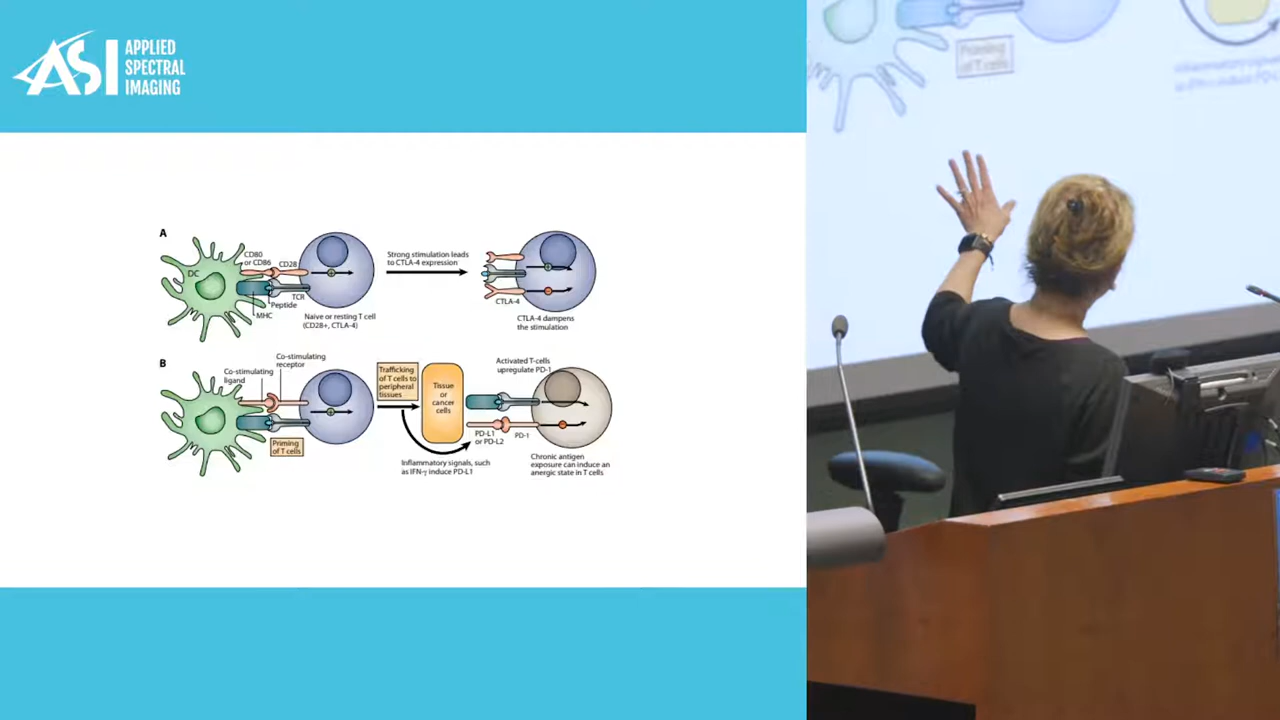 ASI
APPLIED
SPECTRAL
IMAGING
A
CD80
or CD86
CD28
DC
TCR
Peptide
MHC
Naive or resting T cell
(CD28+, CTLA-4)
Strong stimulation leads
to CTLA-4 expression
CTLA-4
CTLA-4 dampens
the stimulation
B
Co-stimulating
receptor
Co-stimulating
ligand
Priming
of T cells
Trafficking
of T cells to
peripheral
tissues
Tissue
or
cancer
cells
Inflammatory signals, such
as IFN-γ induce PD-L1
Activated T-cells
upregulate PD-1
PD-L1
or PD-L2
PD-1
Chronic antigen
exposure can induce an
anergic state in T cells
Priming
of T cells